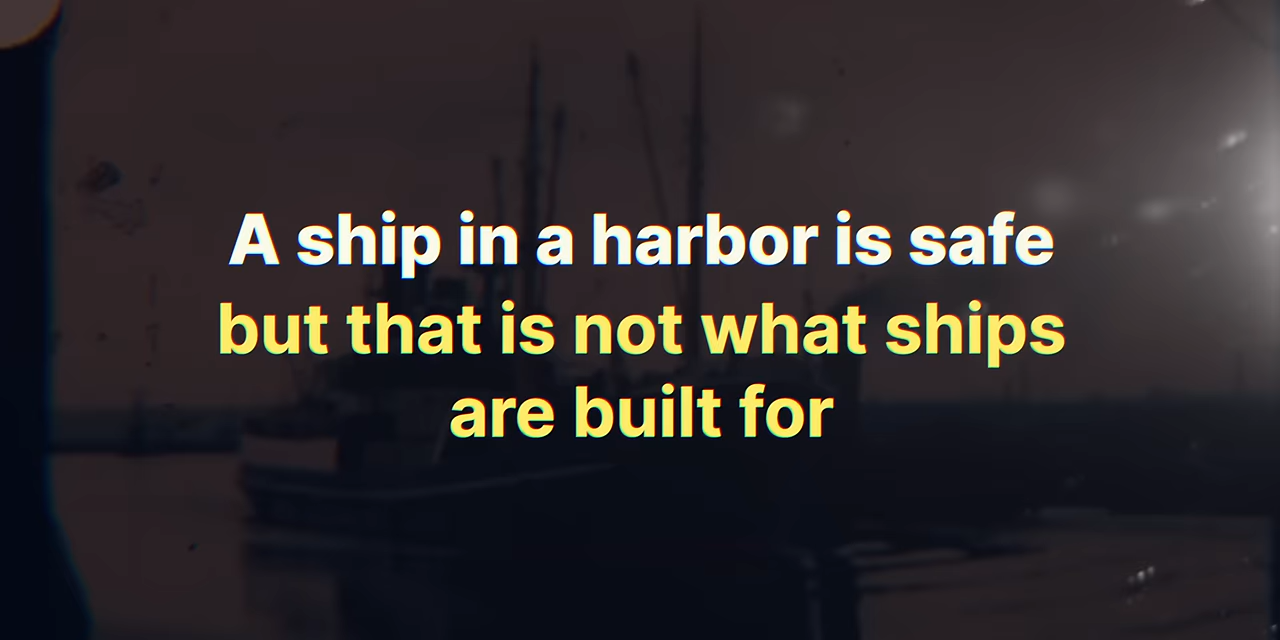 A ship in a harbor is safe
but that is not what ships
are built for